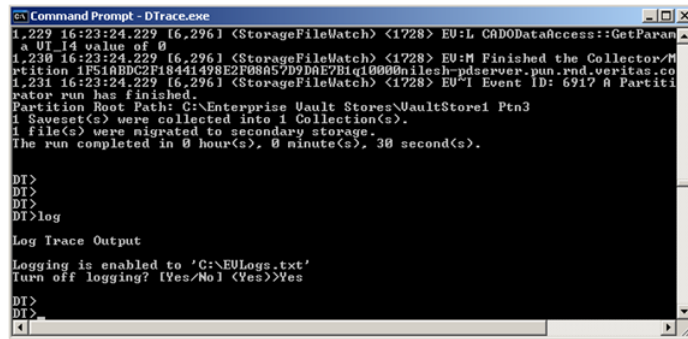 Command Prompt - DTrace.exe
1,229 16:23:24.229 [6,296] <StorageFileWatch> <1728> EV:L CADODataAccess::GetParam
a VT_I4 value of 0
1,230 16:23:24.229 [6,296] <StorageFileWatch> <1728> EV:M Finished the Collector/M
rtition 1F51ABDC2F18441498E2F08A57D9DAE7B1q10000nilesh-pdserver.pun.rnd.veritas.co
1,231 16:23:24.229 [6,296] <StorageFileWatch> <1728> EV~I Event ID: 6917 A Partiti
rator run has finished.
Partition Root Path: C:\Enterprise Vault Stores\VaultStore1 Ptn3
1 Saveset(s) were collected into 1 Collection(s).
1 file(s) were migrated to secondary storage.
The run completed in 0 hour(s), 0 minute(s), 30 second(s).
DT>
DT>
DT>
DT>log
Log Trace Output
Logging is enabled to 'C:\EVLogs.txt'
Turn off logging? [Yes/No] (Yes)>Yes
DT>
DT>_